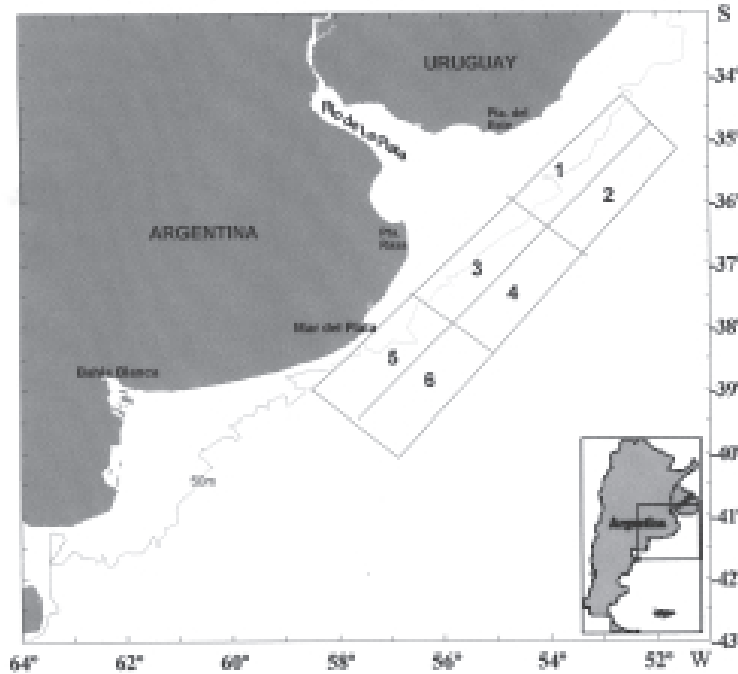 S
URUGUAY
-34°
Pta. del
Este
Rio de La Plata
-35°
1
2
-36°
ARGENTINA
Pta.
Rasa
3
-37°
4
Mar del Plata
-38°
5
Bahía Blanca
6
-39°
-40°
50m
-41°
Argentina
-42°
-43
64° 62° 60° 58° 56° 54° 52° W